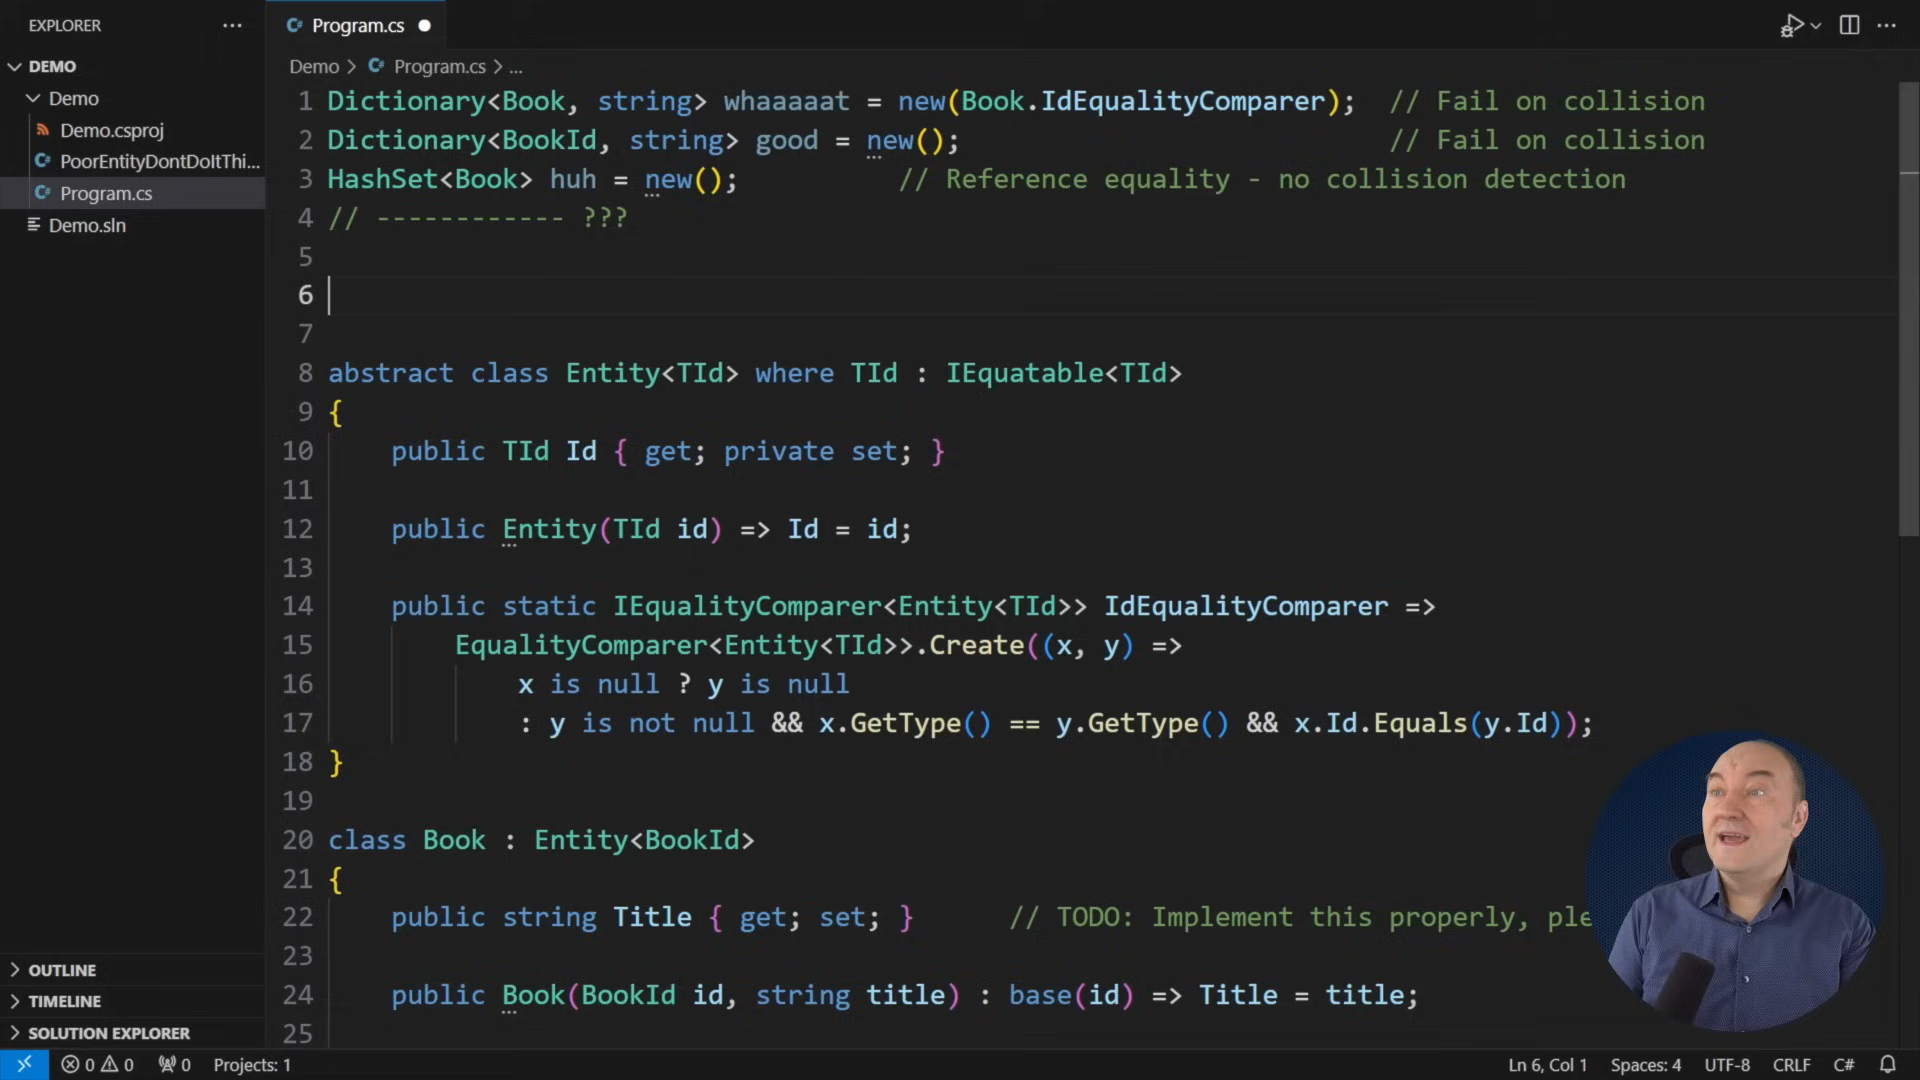 EXPLORER
Program.cs
DEMO
Demo > Program.cs > ...
Demo
Demo.csproj
PoorEntityDontDoItThi...
Program.cs
Demo.sln
1 Dictionary<Book, string> whaaaaat = new(Book.IdEqualityComparer);  // Fail on collision
2 Dictionary<BookId, string> good = new();                           // Fail on collision
3 HashSet<Book> huh = new();          // Reference equality - no collision detection
4 // ------------ ???
5
6
7
8 abstract class Entity<TId> where TId : IEquatable<TId>
9 {
10     public TId Id { get; private set; }
11
12     public Entity(TId id) => Id = id;
13
14     public static IEqualityComparer<Entity<TId>> IdEqualityComparer =>
15         EqualityComparer<Entity<TId>>.Create((x, y) =>
16             x is null ? y is null
17             : y is not null && x.GetType() == y.GetType() && x.Id.Equals(y.Id));
18 }
19
20 class Book : Entity<BookId>
21 {
22     public string Title { get; set; }      // TODO: Implement this properly, ple
23
24     public Book(BookId id, string title) : base(id) => Title = title;
25
OUTLINE
TIMELINE
SOLUTION EXPLORER
0 0 0 Projects: 1
Ln 6, Col 1 Spaces: 4 UTF-8 CRLF C#